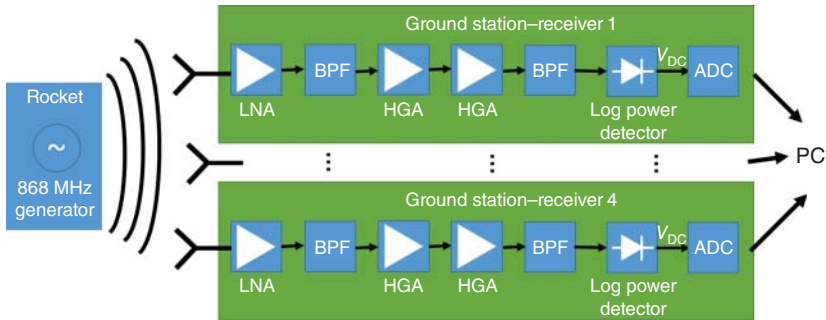 Ground station–receiver 1
Rocket
~
868 MHz
generator
LNA
BPF
HGA
HGA
BPF
Log power
detector
VDC
ADC
PC
Ground station–receiver 4
LNA
BPF
HGA
HGA
BPF
Log power
detector
VDC
ADC